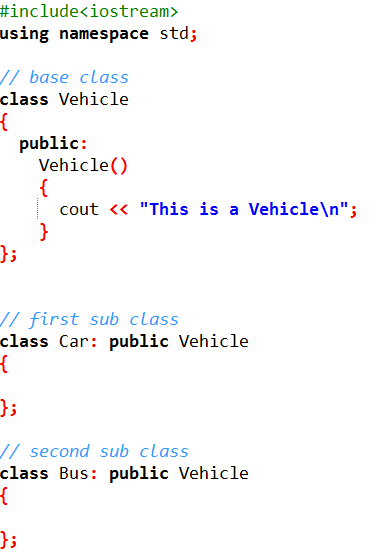 #include<iostream>
using namespace std;
// base class
class Vehicle
{
public:
Vehicle()
{
cout << "This is a Vehicle\n";
}
};
// first sub class
class Car: public Vehicle
{
};
// second sub class
class Bus: public Vehicle
{
};